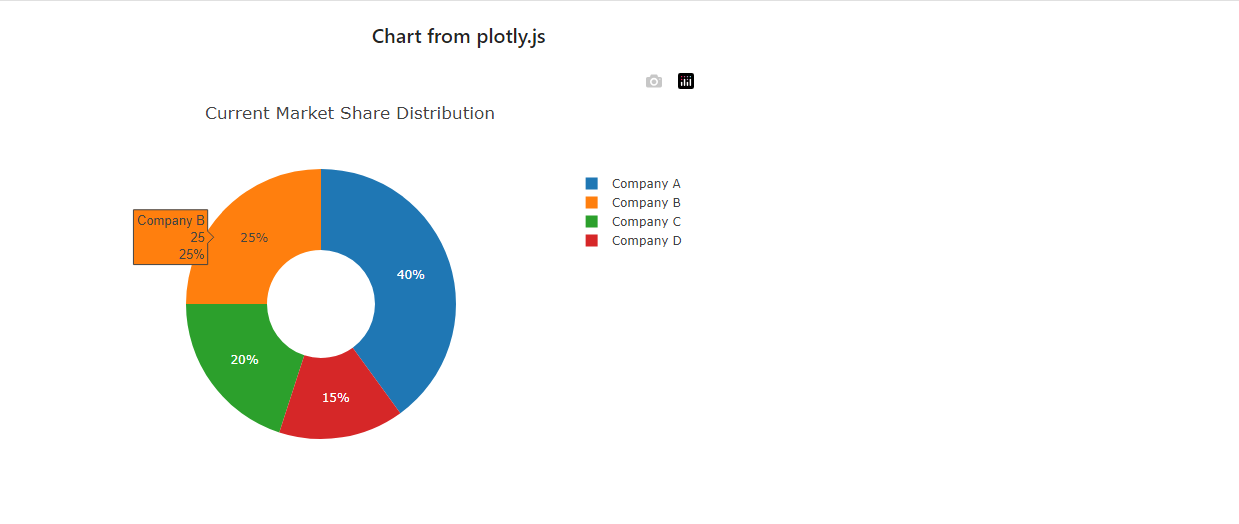 Chart from plotly.js
Current Market Share Distribution
Company A
Company B
Company C
Company D
Company B
25
25%
25%
40%
20%
15%